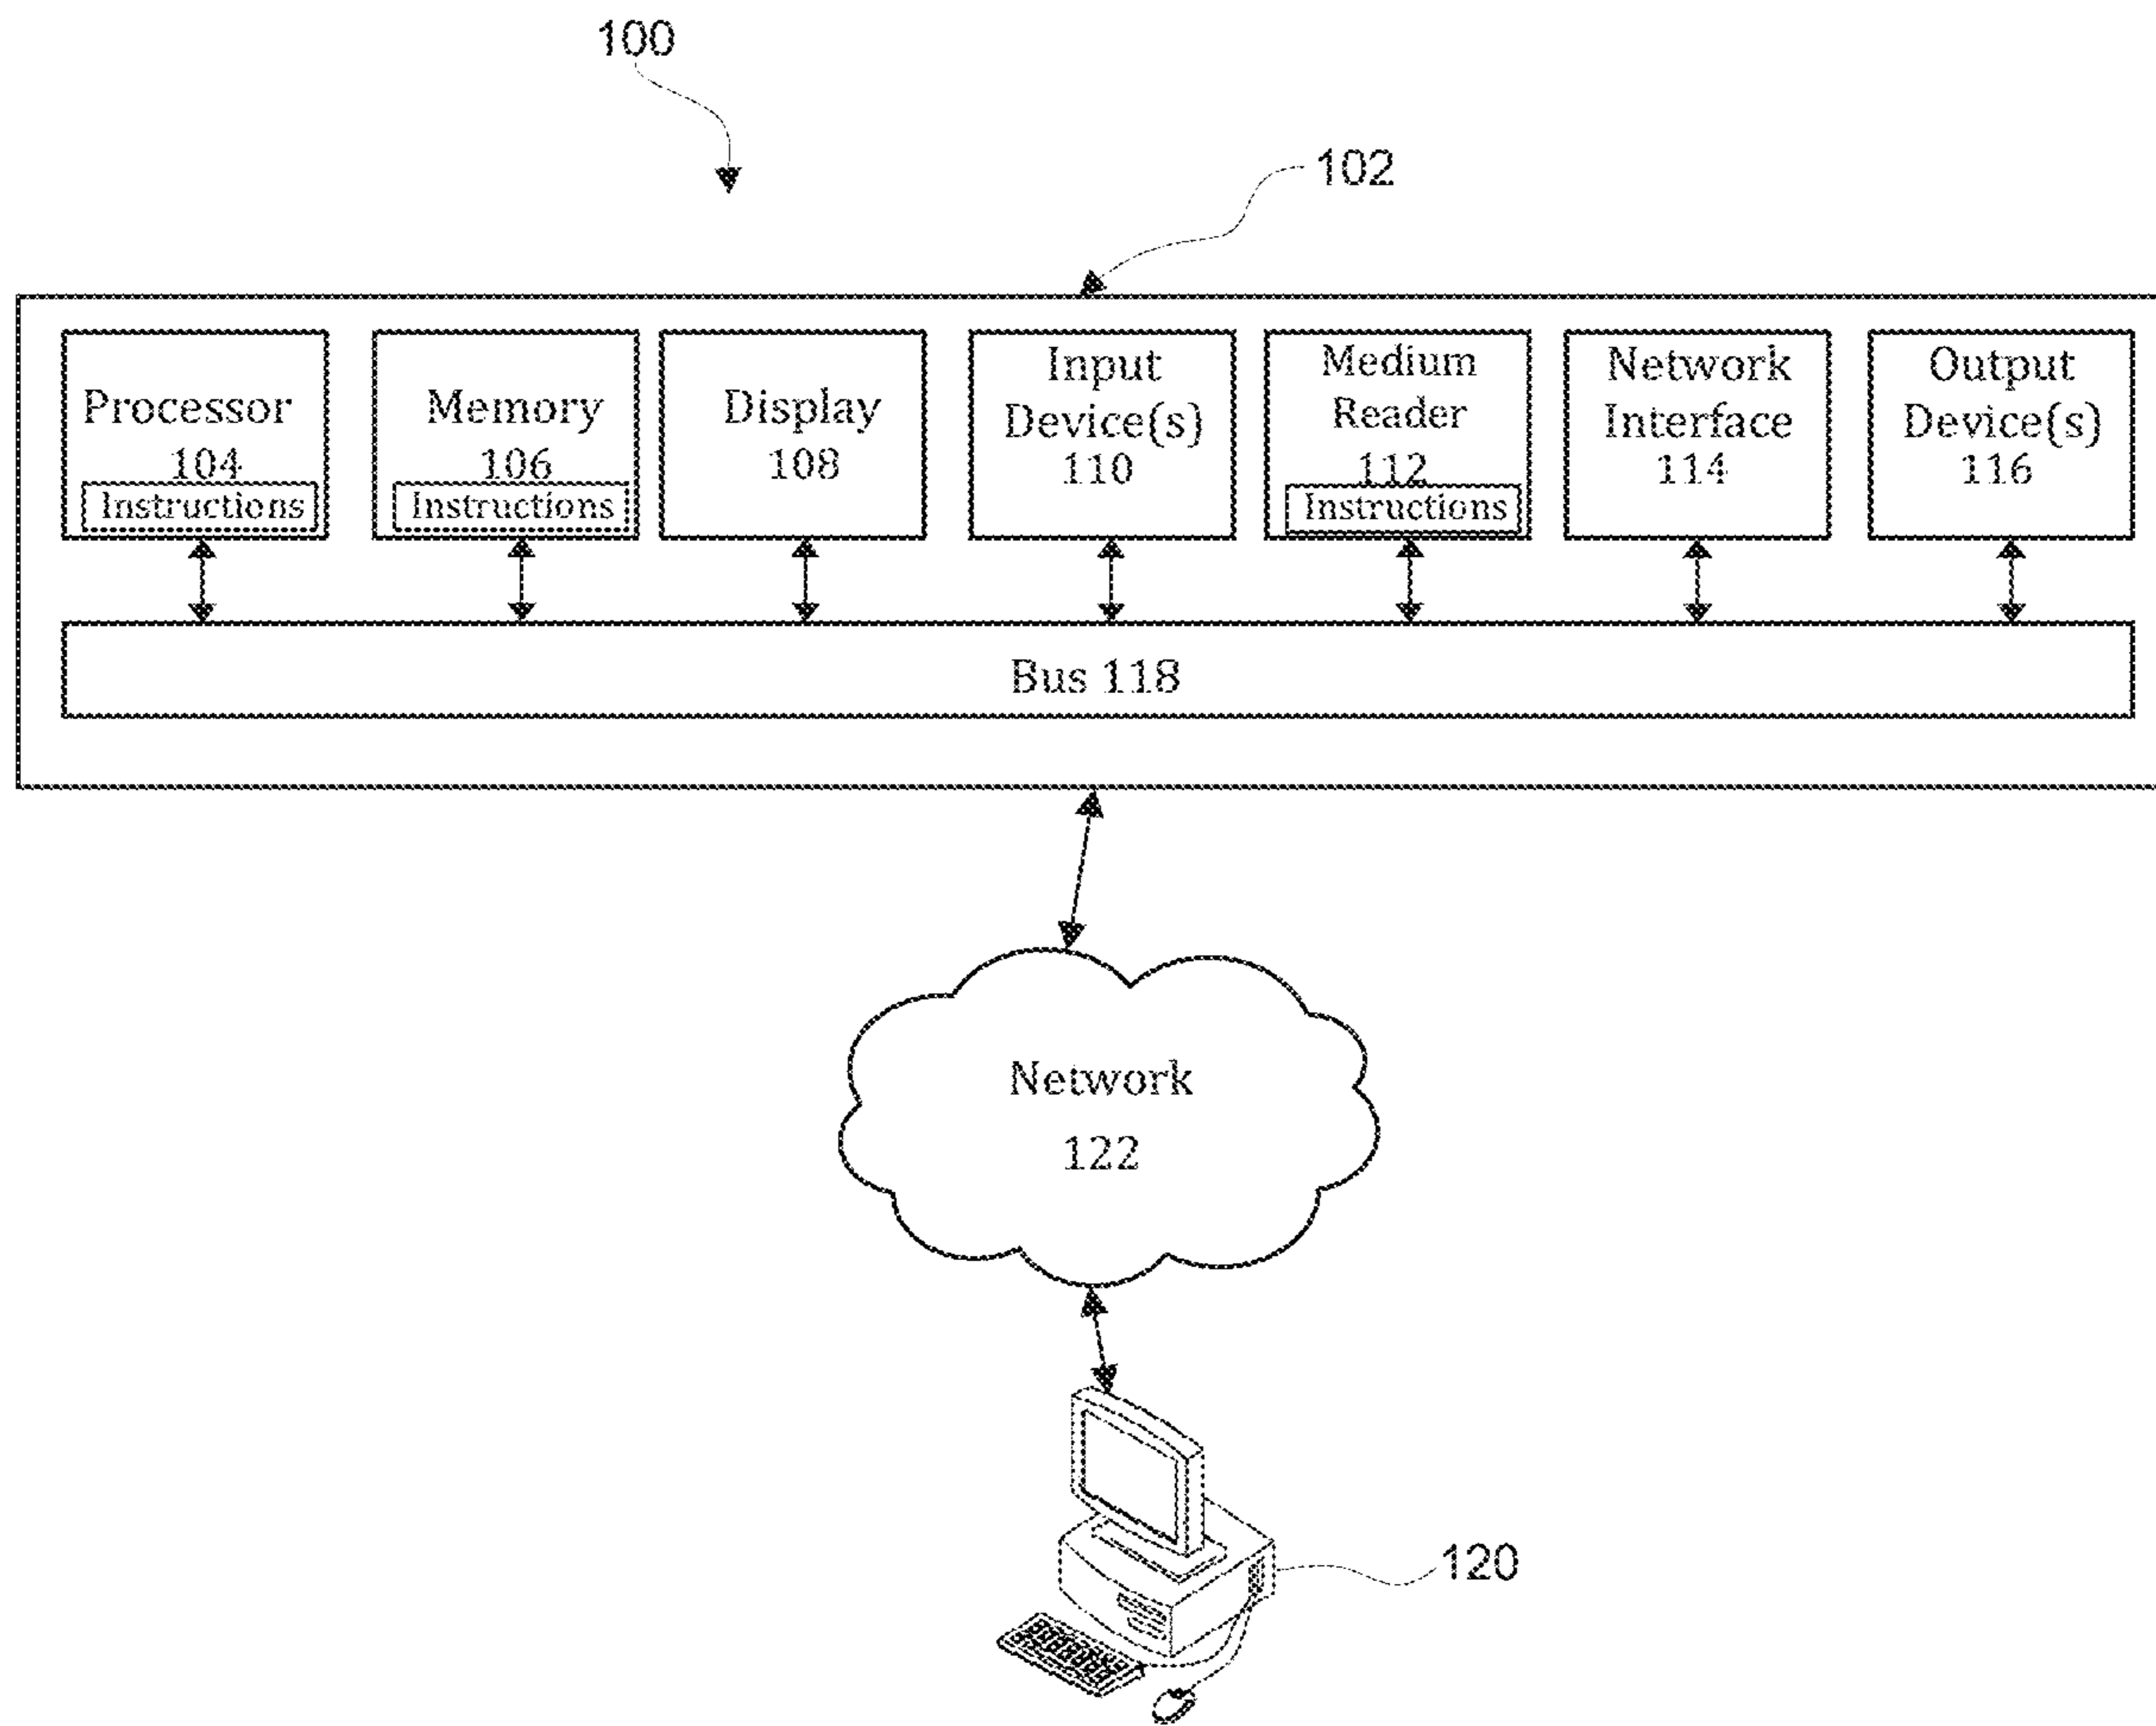 100
102
Processor
104
Instructions
Memory
106
Instructions
Display
108
Input
Device(s)
110
Medium
Reader
112
Instructions
Network
Interface
114
Output
Device(s)
116
Bus 118
Network
122
120